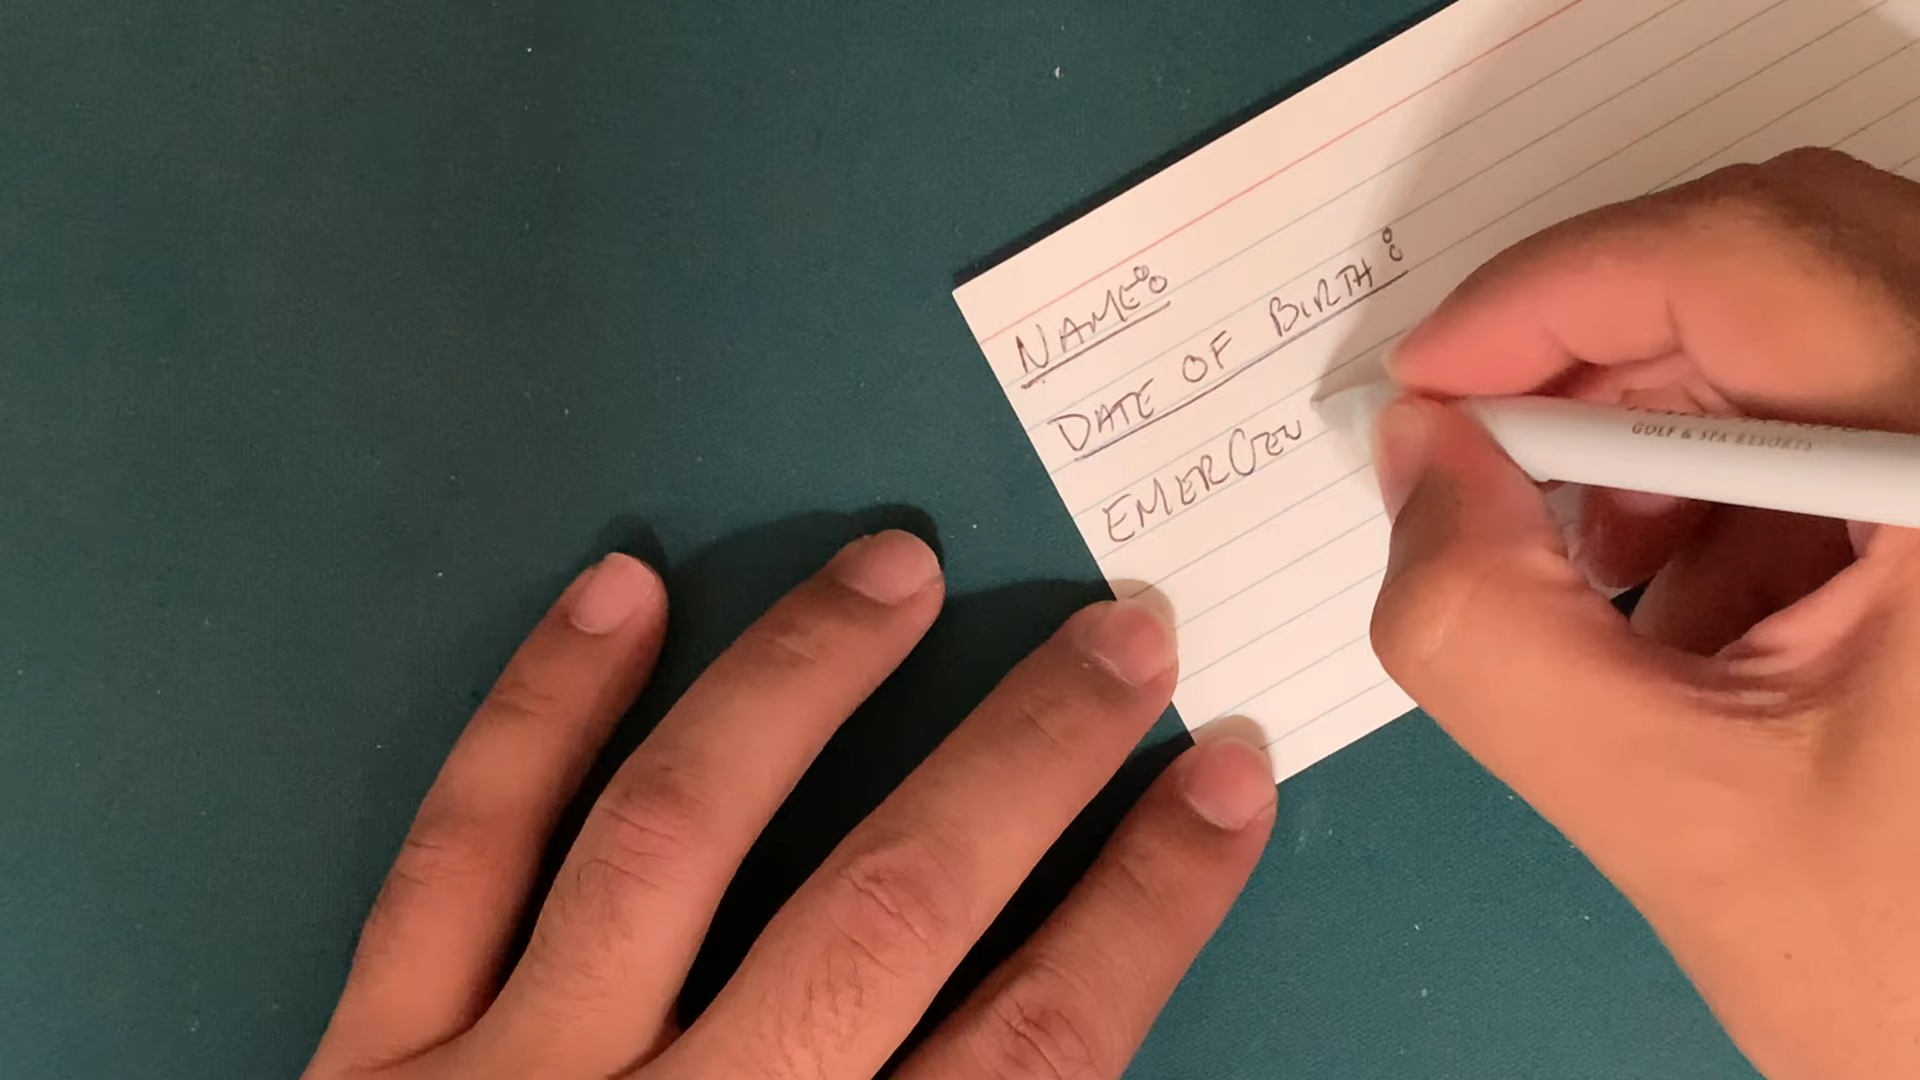 NAME:
DATE OF BIRTH:
EMERGEN
GOLF & SPA RESORTS